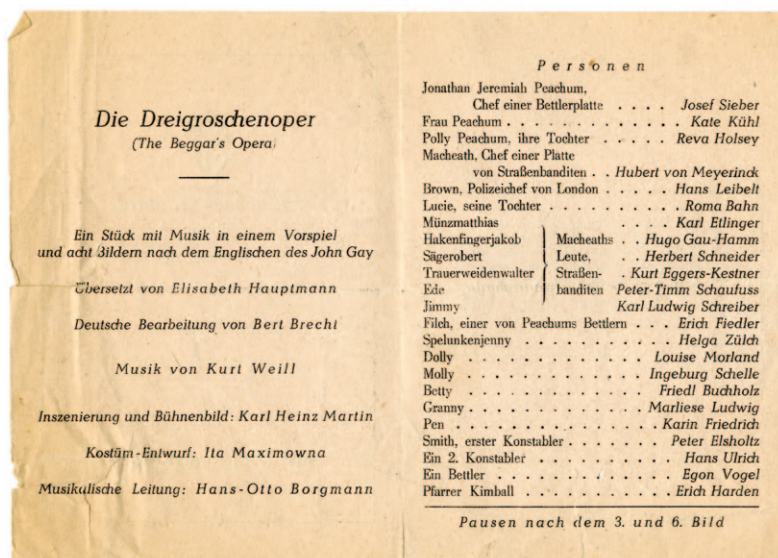 Die Dreigroschenoper
(The Beggar's Opera)
Ein Stück mit Musik in einem Vorspiel
und acht Bildern nach dem Englischen des John Gay
Übersetzt von Elisabeth Hauptmann
Deutsche Bearbeitung von Bert Brecht
Musik von Kurt Weill
Inszenierung und Bühnenbild: Karl Heinz Martin
Kostüm-Entwurf: Ita Maximowna
Musikalische Leitung: Hans-Otto Borgmann
Personen
Jonathan Jeremiah Peachum,
Chef einer Bettlerplatte . . . . Josef Sieber
Frau Peachum . . . . . . . . . . . . . Kate Kühl
Polly Peachum, ihre Tochter . . . . . Reva Holsey
Macheath, Chef einer Platte
von Straßenbanditen . . Hubert von Meyerinck
Brown, Polizeichef von London . . . . . Hans Leibelt
Lucie, seine Tochter . . . . . . . . . . Roma Bahn
Münzmatthias . . . . Karl Etlinger
Hakenfingerjakob Macheaths . . Hugo Gau-Hamm
Sägerobert Leute, . . Herbert Schneider
Trauerweidenwalter Straßen- . Kurt Eggers-Kestner
Ede banditen Peter-Timm Schaufuss
Jimmy Karl Ludwig Schreiber
Filch, einer von Peachums Bettlern . . . Erich Fiedler
Spelunkenjenny . . . . . . . . . . . . Helga Zülch
Dolly . . . . . . . . . . . . . Louise Morland
Molly . . . . . . . . . . . . . Ingeburg Schelle
Betty . . . . . . . . . . . . . Friedl Buchholz
Granny . . . . . . . . . . . . Marliese Ludwig
Pen . . . . . . . . . . . . . . Karin Friedrich
Smith, erster Konstabler . . . . . . . Peter Elsholtz
Ein 2. Konstabler . . . . . . . . . . . Hans Ulrich
Ein Bettler . . . . . . . . . . . . . . Egon Vogel
Pfarrer Kimball . . . . . . . . . . . Erich Harden
Pausen nach dem 3. und 6. Bild